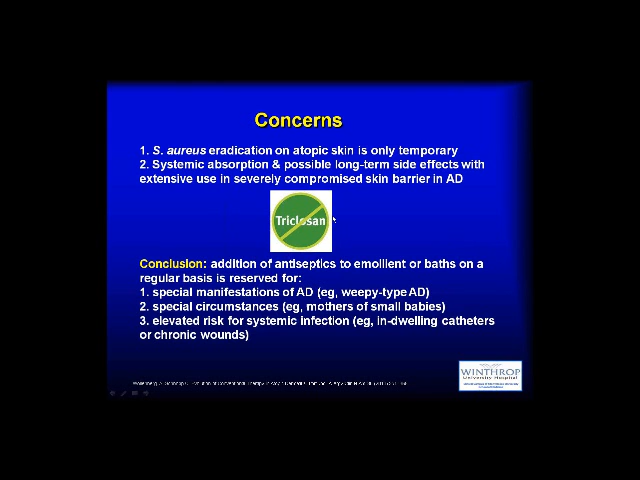 Concerns
1. S. aureus eradication on atopic skin is only temporary
2. Systemic absorption & possible long-term side effects with
extensive use in severely compromised skin barrier in AD
Triclosan
Conclusion: addition of antiseptics to emollient or baths on a
regular basis is reserved for:
1. special manifestations of AD (eg, weepy-type AD)
2. special circumstances (eg, mothers of small babies)
3. elevated risk for systemic infection (eg, in-dwelling catheters
or chronic wounds)
WINTHROP
University Hospital